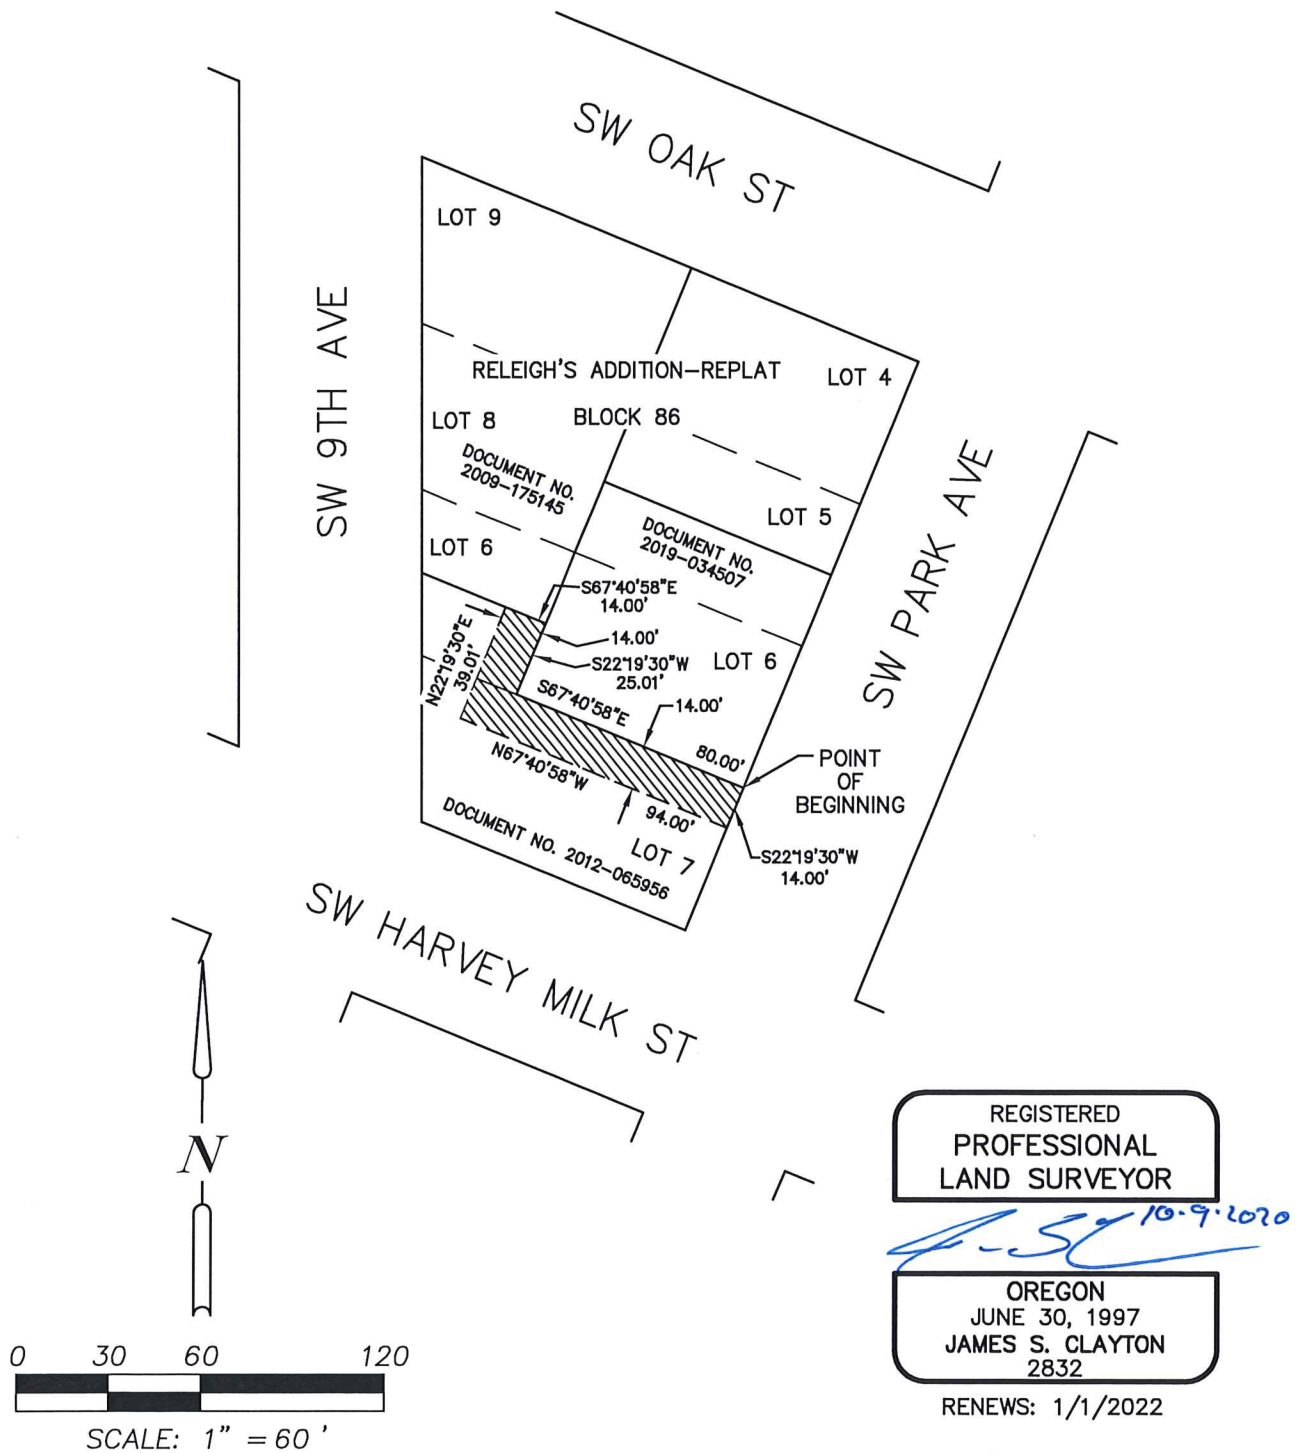 SW OAK ST
LOT 9
SW 9TH AVE
RELEIGH'S ADDITION-REPLAT
LOT 4
BLOCK 86
LOT 8
DOCUMENT NO.
2009-175145
SW PARK AVE
LOT 5
DOCUMENT NO.
2019-034507
LOT 6
S67°40'58"E
14.00'
14.00'
S22°19'30"W
25.01'
LOT 6
N22°19'30"E
39.01'
S67°40'58"E
14.00'
80.00'
POINT
OF
BEGINNING
N67°40'58"W
94.00'
DOCUMENT NO. 2012-065956
LOT 7
S22°19'30"W
14.00'
SW HARVEY MILK ST
N
0 30 60 120
SCALE: 1" = 60 '
REGISTERED
PROFESSIONAL
LAND SURVEYOR
10.9.2020
OREGON
JUNE 30, 1997
JAMES S. CLAYTON
2832
RENEWS: 1/1/2022